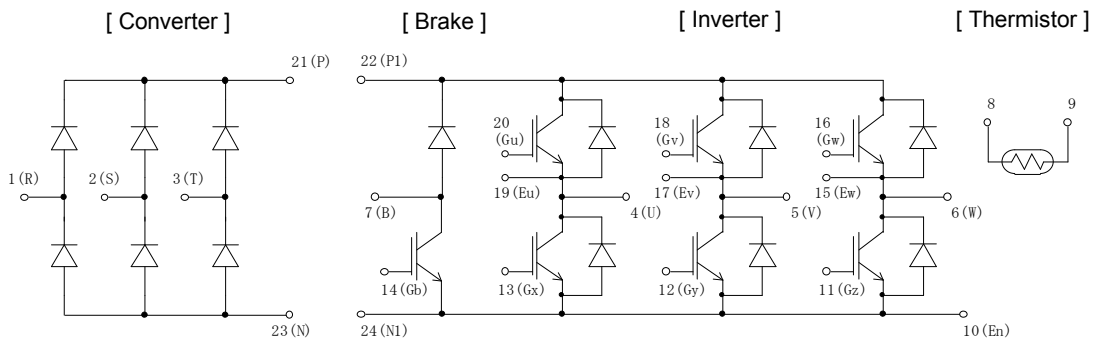 [ Converter ]
[ Brake ]
[ Inverter ]
[ Thermistor ]
21(P)
22(P1)
20
(Gu)
18
(Gv)
16
(Gw)
8
9
1(R)
2(S)
3(T)
19(Eu)
17(Ev)
15(Ew)
7(B)
4(U)
5(V)
6(W)
14(Gb)
13(Gx)
12(Gy)
11(Gz)
23(N)
24(N1)
10(En)